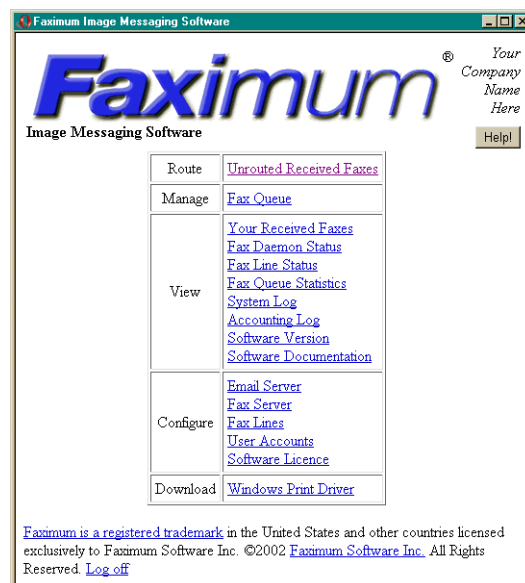 Faximum Image Messaging Software
Faximum®
Your
Company
Name
Here
Image Messaging Software
Help!
Route
Unrouted Received Faxes
Manage
Fax Queue
View
Your Received Faxes
Fax Daemon Status
Fax Line Status
Fax Queue Statistics
System Log
Accounting Log
Software Version
Software Documentation
Configure
Email Server
Fax Server
Fax Lines
User Accounts
Software Licence
Download
Windows Print Driver
Faximum is a registered trademark in the United States and other countries licensed
exclusively to Faximum Software Inc. ©2002 Faximum Software Inc. All Rights
Reserved. Log off